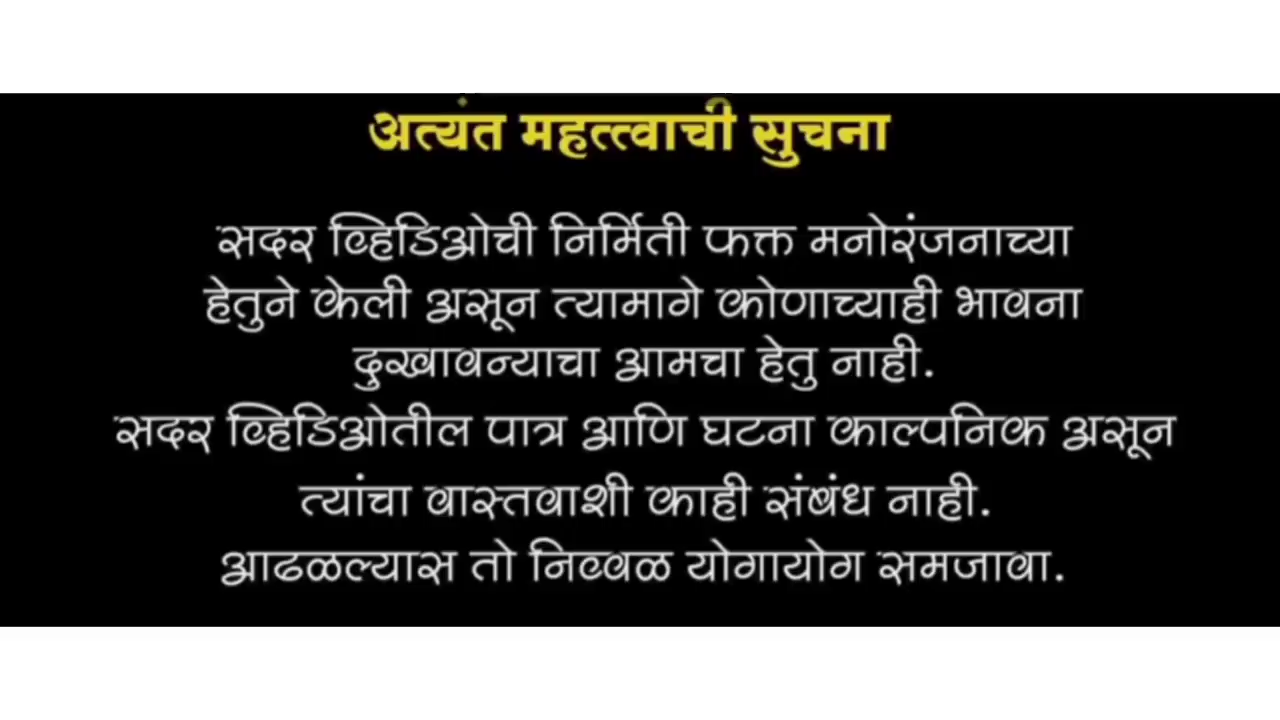 अत्यंत महत्त्वाची सुचना
सदर व्हिडिओची निर्मिती फक्त मनोरंजनाच्या
हेतुने केली असून त्यामागे कोणाच्याही भावना
दुखावन्याचा आमचा हेतु नाही.
सदर व्हिडिओतील पात्र आणि घटना काल्पनिक असून
त्यांचा वास्तवाशी काही संबंध नाही.
आढळल्यास तो निव्वळ योगायोग समजावा.